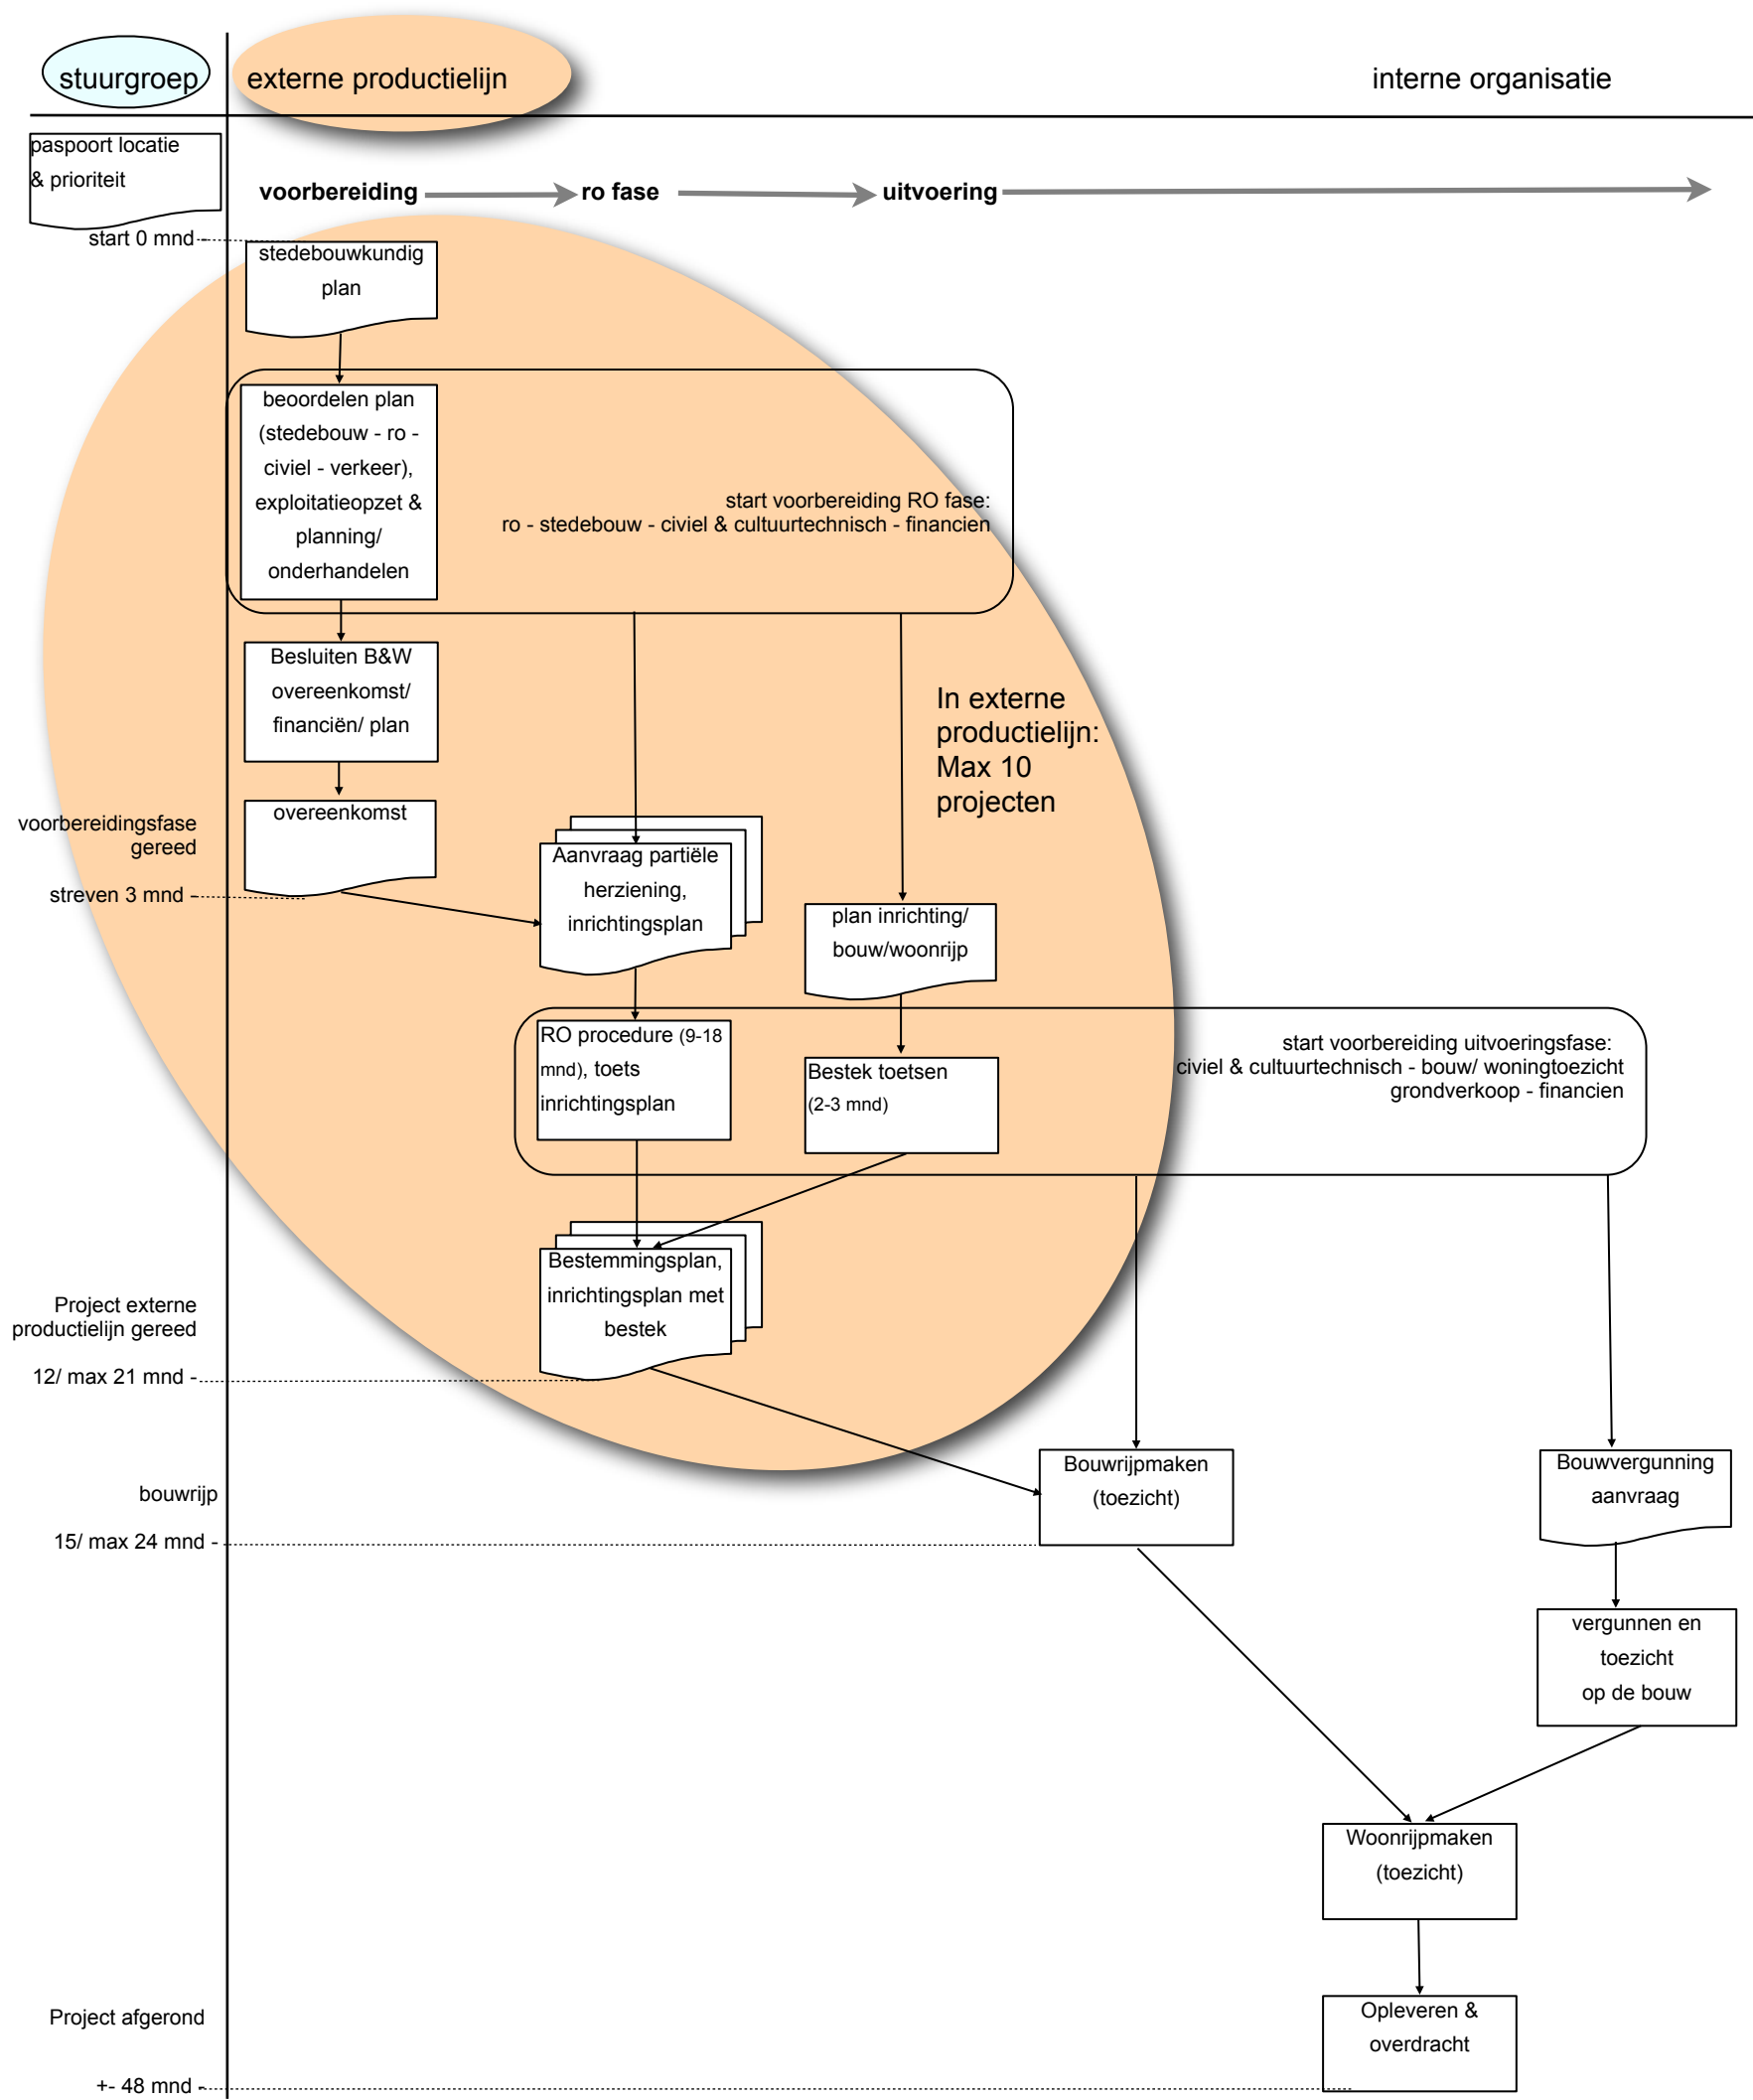 stuurgroep
externe productielijn
interne organisatie
paspoort locatie
& prioriteit
voorbereiding
ro fase
uitvoering
start 0 mnd -
stedebouwkundig
plan
beoordelen plan
(stedebouw - ro -
civiel - verkeer),
exploitatieopzet &
planning/
onderhandelen
start voorbereiding RO fase:
ro - stedebouw - civiel & cultuurtechnisch - financien
Besluiten B&W
overeenkomst/
financiën/ plan
In externe
productielijn:
Max 10
projecten
overeenkomst
voorbereidingsfase
gereed
streven 3 mnd -
Aanvraag partiële
herziening,
inrichtingsplan
plan inrichting/
bouw/woonrijp
RO procedure (9-18
mnd), toets
inrichtingsplan
Bestek toetsen
(2-3 mnd)
start voorbereiding uitvoeringsfase:
civiel & cultuurtechnisch - bouw/ woningtoezicht
grondverkoop - financien
Bestemmingsplan,
inrichtingsplan met
bestek
Project externe
productielijn gereed
12/ max 21 mnd -
Bouwrijpmaken
(toezicht)
Bouwvergunning
aanvraag
bouwrijp
15/ max 24 mnd -
vergunnen en
toezicht
op de bouw
Woonrijpmaken
(toezicht)
Opleveren &
overdracht
Project afgerond
+- 48 mnd -